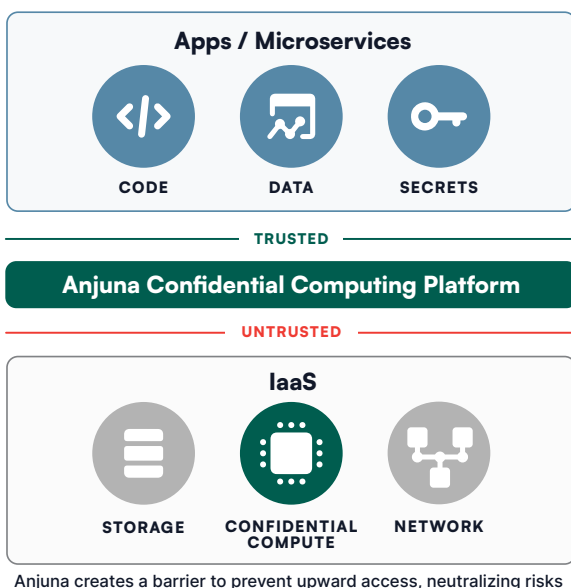 Apps / Microservices
CODE
DATA
SECRETS
TRUSTED
Anjuna Confidential Computing Platform
UNTRUSTED
IaaS
STORAGE
CONFIDENTIAL
COMPUTE
NETWORK
Anjuna creates a barrier to prevent upward access, neutralizing risks